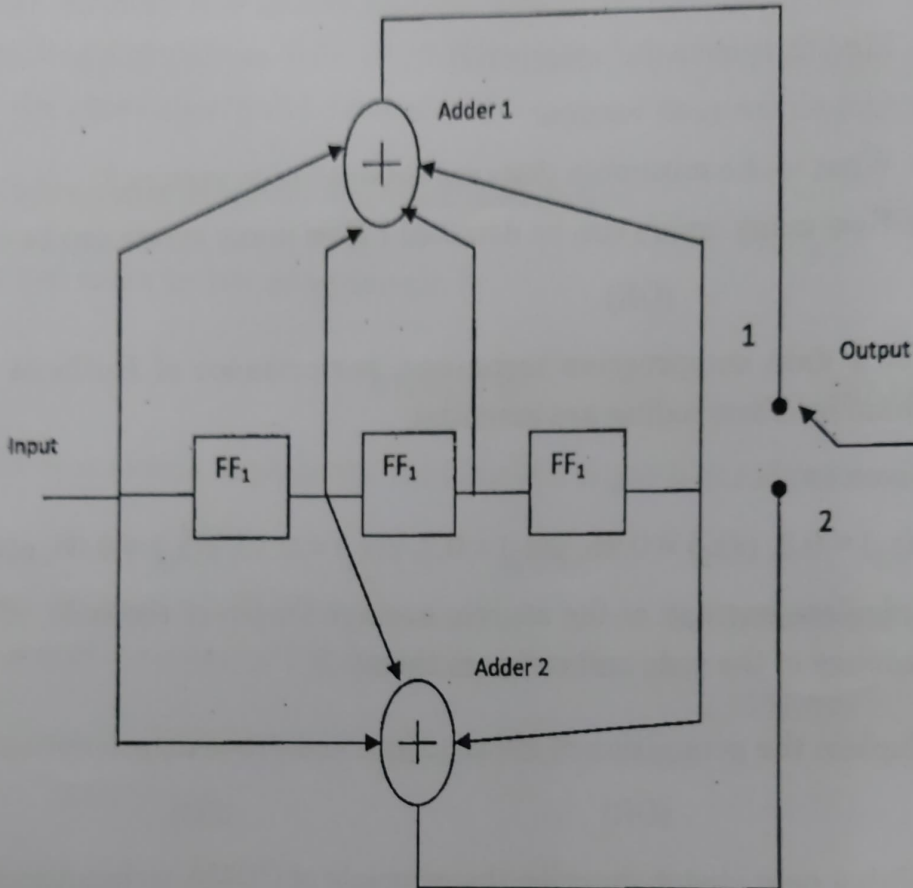 Adder 1
1
Output
Input
FF₁
FF₁
FF₁
2
Adder 2